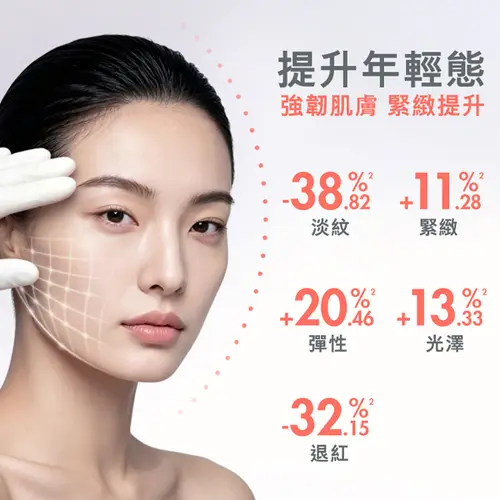 提升年輕態
強韌肌膚 緊緻提升
-38.82%²
+11.28%²
淡紋
緊緻
+20.46%²
+13.33%²
彈性
光澤
-32.15%²
退紅